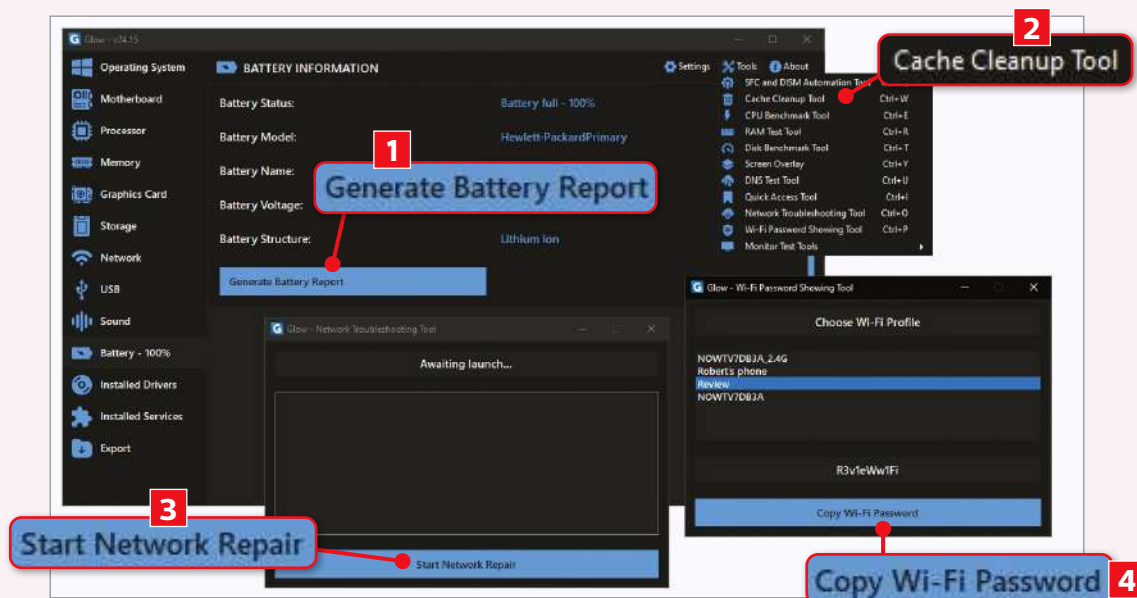 Glow - v24.15
Operating System
Motherboard
Processor
Memory
Graphics Card
Storage
Network
USB
Sound
Battery - 100%
Installed Drivers
Installed Services
Export
BATTERY INFORMATION
Settings
Tools
About
Battery Status:
Battery full - 100%
Battery Model:
Hewlett-PackardPrimary
Battery Name:
Battery Voltage:
Battery Structure:
Lithium Ion
Generate Battery Report
1
Generate Battery Report
SFC and DISM Automation Tool
Cache Cleanup Tool Ctrl+W
CPU Benchmark Tool Ctrl+E
RAM Test Tool Ctrl+R
Disk Benchmark Tool Ctrl+T
Screen Overlay Ctrl+Y
DNS Test Tool Ctrl+U
Quick Access Tool Ctrl+I
Network Troubleshooting Tool Ctrl+O
Wi-Fi Password Showing Tool Ctrl+P
Monitor Test Tools
2
Cache Cleanup Tool
Glow - Network Troubleshooting Tool
Awaiting launch...
Start Network Repair
3
Start Network Repair
Glow - Wi-Fi Password Showing Tool
Choose Wi-Fi Profile
NOWTV7DB3A_2.4G
Robert's phone
Review
NOWTV7DB3A
R3v1eWw1Fi
Copy Wi-Fi Password
Copy Wi-Fi Password
4